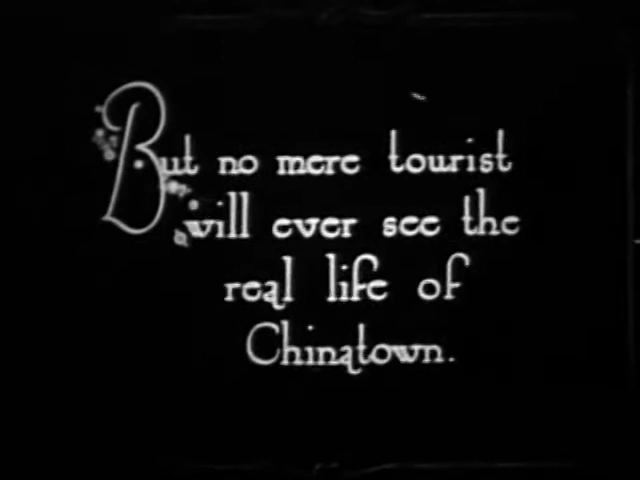 But no mere tourist
will ever see the
real life of
Chinatown.